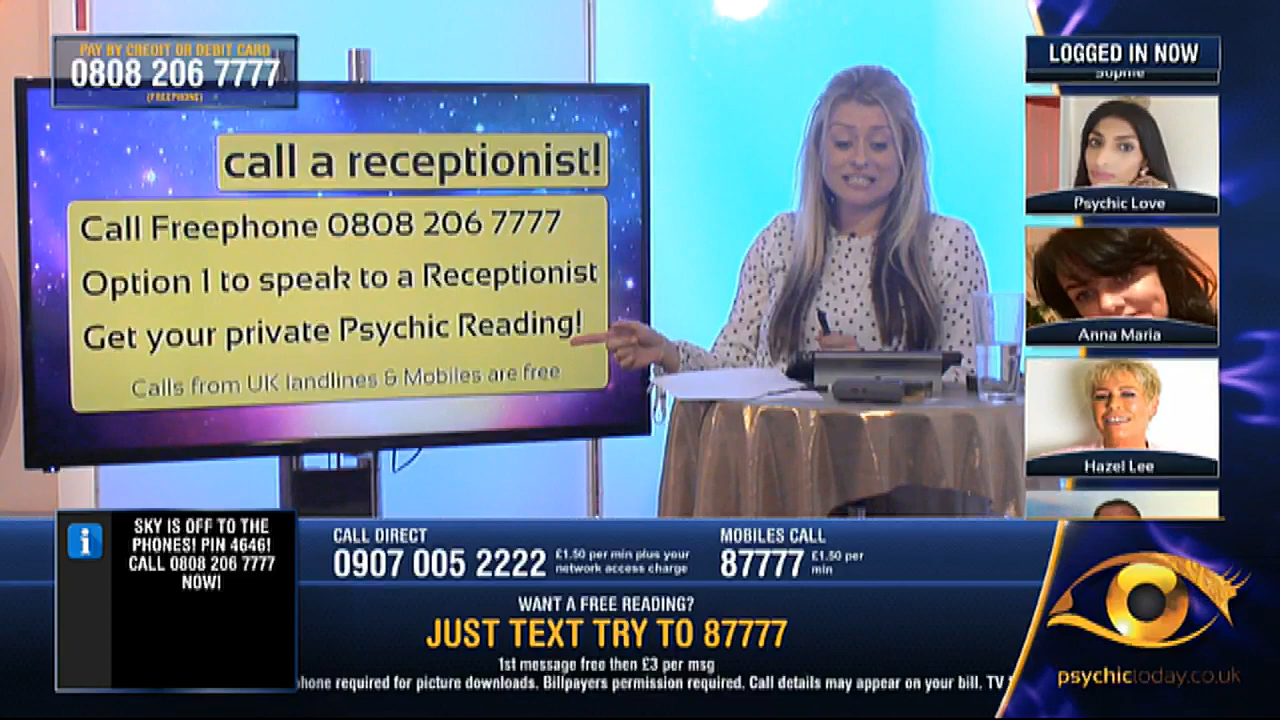 PAY BY CREDIT OR DEBIT CARD
0808 206 7777
(FREEPHONE)
call a receptionist!
Call Freephone 0808 206 7777
Option 1 to speak to a Receptionist
Get your private Psychic Reading!
Calls from UK landlines & Mobiles are free
LOGGED IN NOW
Sophie
Psychic Love
Anna Maria
Hazel Lee
SKY IS OFF TO THE
PHONES! PIN 4646!
CALL 0808 206 7777
NOW!
CALL DIRECT
0907 005 2222
£1.50 per min plus your
network access charge
MOBILES CALL
87777
£1.50 per
min
WANT A FREE READING?
JUST TEXT TRY TO 87777
1st message free then £3 per msg
phone required for picture downloads. Billpayers permission required. Call details may appear on your bill. TV
psychictoday.co.uk